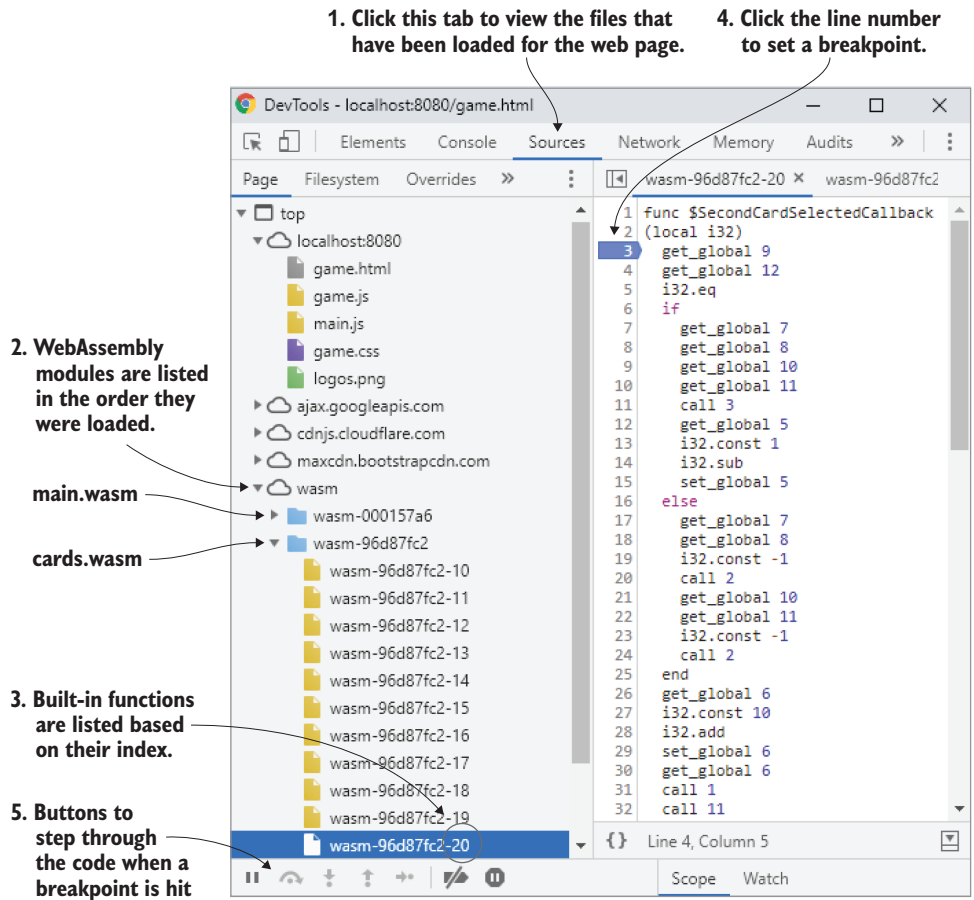 1. Click this tab to view the files that
have been loaded for the web page.
4. Click the line number
to set a breakpoint.
DevTools - localhost:8080/game.html
Elements Console Sources Network Memory Audits »
Page Filesystem Overrides »
wasm-96d87fc2-20 × wasm-96d87fc2
top
localhost:8080
game.html
game.js
main.js
game.css
logos.png
ajax.googleapis.com
cdnjs.cloudflare.com
maxcdn.bootstrapcdn.com
wasm
wasm-000157a6
wasm-96d87fc2
wasm-96d87fc2-10
wasm-96d87fc2-11
wasm-96d87fc2-12
wasm-96d87fc2-13
wasm-96d87fc2-14
wasm-96d87fc2-15
wasm-96d87fc2-16
wasm-96d87fc2-17
wasm-96d87fc2-18
wasm-96d87fc2-19
wasm-96d87fc2-20
2. WebAssembly
modules are listed
in the order they
were loaded.
main.wasm
cards.wasm
3. Built-in functions
are listed based
on their index.
5. Buttons to
step through
the code when a
breakpoint is hit
1 func $SecondCardSelectedCallback
2 (local i32)
3 get_global 9
4 get_global 12
5 i32.eq
6 if
7 get_global 7
8 get_global 8
9 get_global 10
10 get_global 11
11 call 3
12 get_global 5
13 i32.const 1
14 i32.sub
15 set_global 5
16 else
17 get_global 7
18 get_global 8
19 i32.const -1
20 call 2
21 get_global 10
22 get_global 11
23 i32.const -1
24 call 2
25 end
26 get_global 6
27 i32.const 10
28 i32.add
29 set_global 6
30 get_global 6
31 call 1
32 call 11
{} Line 4, Column 5
Scope Watch